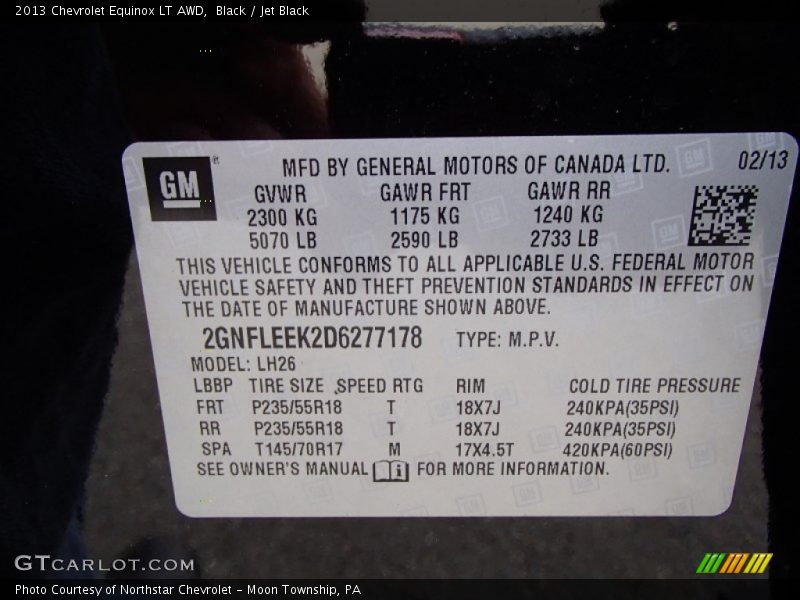 2013 Chevrolet Equinox LT AWD,  Black / Jet Black
GM
MFD BY GENERAL MOTORS OF CANADA LTD. 02/13
GVWR GAWR FRT GAWR RR
2300 KG 1175 KG 1240 KG
5070 LB 2590 LB 2733 LB
THIS VEHICLE CONFORMS TO ALL APPLICABLE U.S. FEDERAL MOTOR
VEHICLE SAFETY AND THEFT PREVENTION STANDARDS IN EFFECT ON
THE DATE OF MANUFACTURE SHOWN ABOVE.
2GNFLEEK2D6277178 TYPE: M.P.V.
MODEL: LH26
LBBP TIRE SIZE SPEED RTG RIM COLD TIRE PRESSURE
FRT P235/55R18 T 18X7J 240KPA(35PSI)
RR P235/55R18 T 18X7J 240KPA(35PSI)
SPA T145/70R17 M 17X4.5T 420KPA(60PSI)
SEE OWNER'S MANUAL i FOR MORE INFORMATION.
GTCARLOT.COM
Photo Courtesy of Northstar Chevrolet - Moon Township, PA